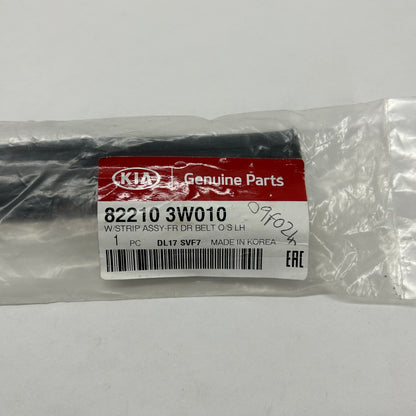 KIA Genuine Parts
82210 3W010
W/STRIP ASSY-FR DR BELT O/S LH
1 PC DL17 SVF7 MADE IN KOREA
09F024
EAC